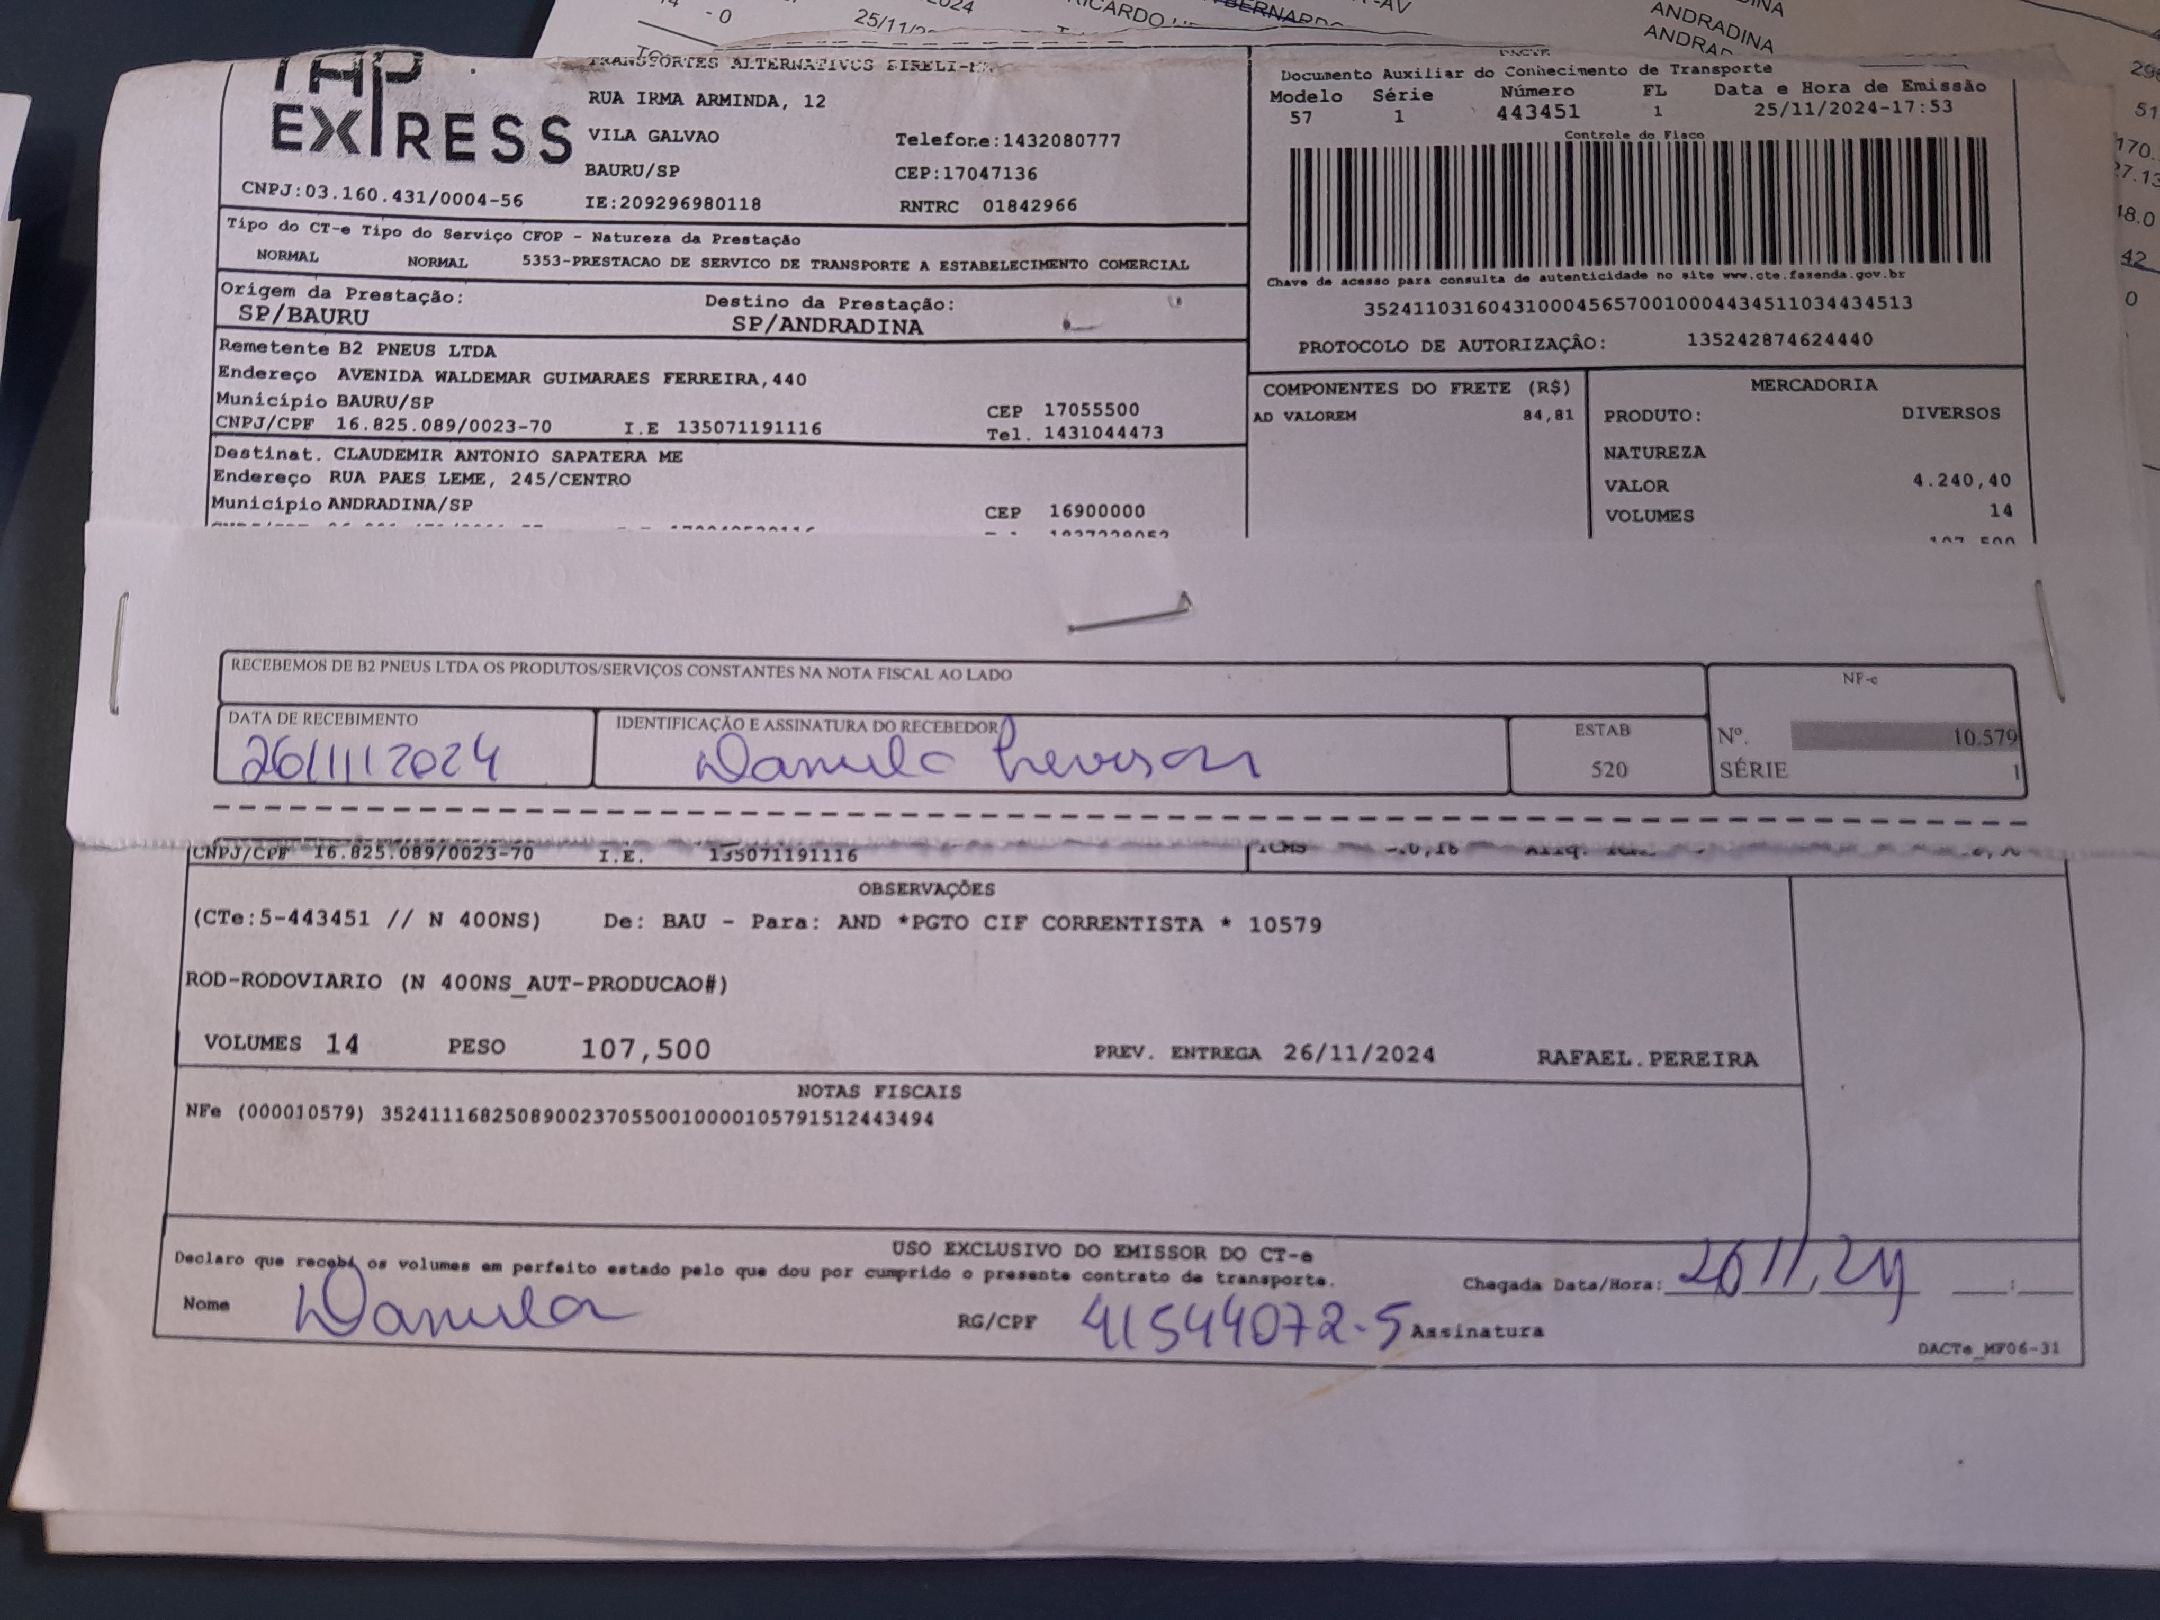 TAP
EXPRESS
TRANSPORTES ALTERNATIVOS EIRELI-
RUA IRMA ARMINDA, 12
VILA GALVAO Telefone:1432080777
BAURU/SP CEP:17047136
CNPJ:03.160.431/0004-56 IE:209296980118 RNTRC 01842966
DACTE
Documento Auxiliar do Conhecimento de Transporte
Modelo Série Número FL Data e Hora de Emissão
57 1 443451 1 25/11/2024-17:53
Controle do Fisco
Chave de acesso para consulta de autenticidade no site www.cte.fazenda.gov.br
35241103160431000456570010004434511034434513
PROTOCOLO DE AUTORIZAÇÃO: 135242874624440
Tipo do CT-e Tipo do Serviço CFOP - Natureza da Prestação
NORMAL NORMAL 5353-PRESTACAO DE SERVICO DE TRANSPORTE A ESTABELECIMENTO COMERCIAL
Origem da Prestação: Destino da Prestação:
SP/BAURU SP/ANDRADINA
Remetente B2 PNEUS LTDA
Endereço AVENIDA WALDEMAR GUIMARAES FERREIRA,440
Município BAURU/SP CEP 17055500
CNPJ/CPF 16.825.089/0023-70 I.E 135071191116 Tel. 1431044473
Destinat. CLAUDEMIR ANTONIO SAPATERA ME
Endereço RUA PAES LEME, 245/CENTRO
Município ANDRADINA/SP CEP 16900000
COMPONENTES DO FRETE (R$) MERCADORIA
AD VALOREM 84,81 PRODUTO: DIVERSOS
NATUREZA
VALOR 4.240,40
VOLUMES 14
107,500
RECEBEMOS DE B2 PNEUS LTDA OS PRODUTOS/SERVIÇOS CONSTANTES NA NOTA FISCAL AO LADO
NF-e
DATA DE RECEBIMENTO IDENTIFICAÇÃO E ASSINATURA DO RECEBEDOR ESTAB Nº. 10.579
26/11/2024 Danula 520 SÉRIE 1
CNPJ/CPF 16.825.089/0023-70 I.E. 135071191116 ICMS
OBSERVAÇÕES
(CTe:5-443451 // N 400NS) De: BAU - Para: AND *PGTO CIF CORRENTISTA * 10579
ROD-RODOVIARIO (N 400NS_AUT-PRODUCAO#)
VOLUMES 14 PESO 107,500 PREV. ENTREGA 26/11/2024 RAFAEL.PEREIRA
NOTAS FISCAIS
NFe (000010579) 35241116825089002370550010000105791512443494
USO EXCLUSIVO DO EMISSOR DO CT-e
Declaro que recebi os volumes em perfeito estado pelo que dou por cumprido o presente contrato de transporte. Chegada Data/Hora: 26 11 24
Nome Danula RG/CPF 41544072-5 Assinatura
DACTe_MF06-31
25/11/2
ANDRADINA